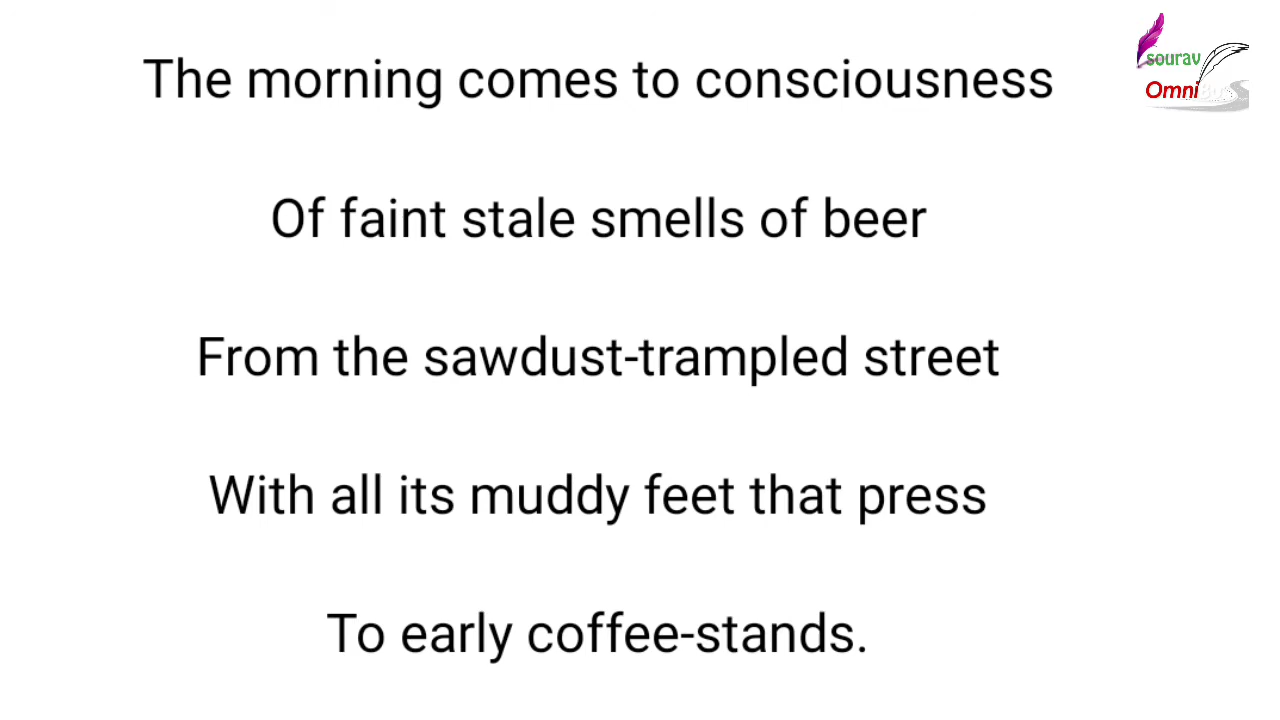 The morning comes to consciousness
sourav
Omni
Of faint stale smells of beer
From the sawdust-trampled street
With all its muddy feet that press
To early coffee-stands.